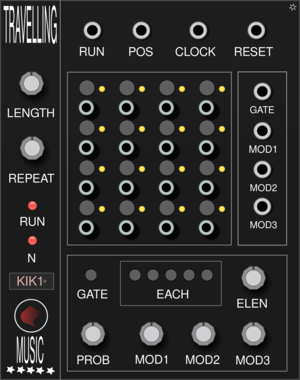 TRAVELLING
RUN POS CLOCK RESET
LENGTH
REPEAT
RUN
N
KIK1
MUSIC
GATE
MOD1
MOD2
MOD3
GATE EACH ELEN
PROB MOD1 MOD2 MOD3